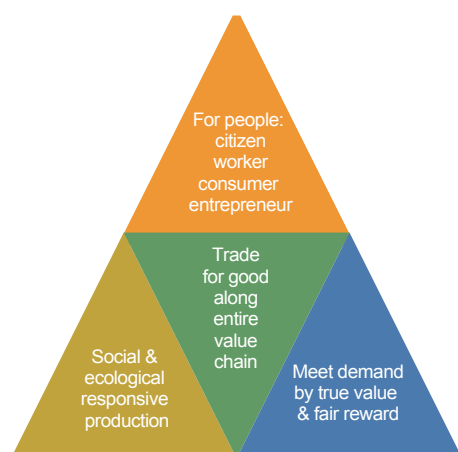 For people:
citizen
worker
consumer
entrepreneur
Trade
for good
along
entire
value
chain
Social &
ecological
responsive
production
Meet demand
by true value
& fair reward